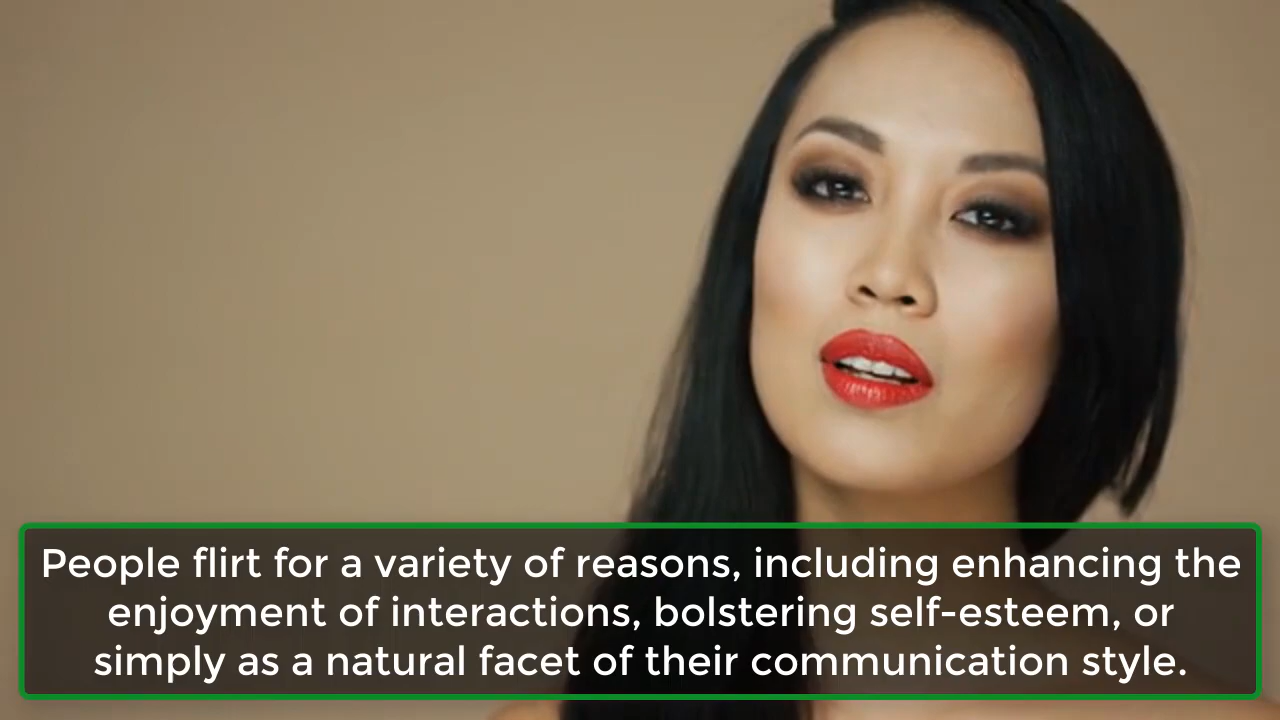 People flirt for a variety of reasons, including enhancing the
enjoyment of interactions, bolstering self-esteem, or
simply as a natural facet of their communication style.